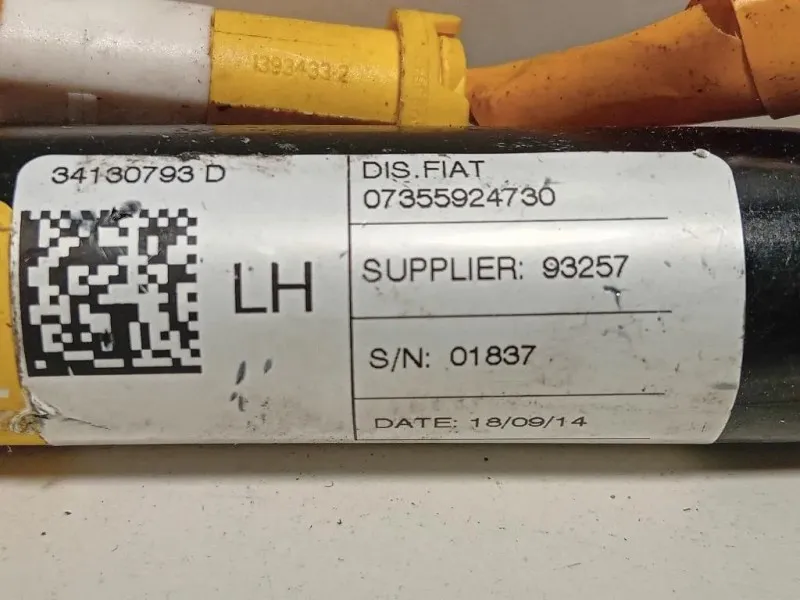 1393433-2
34130793 D
LH
DIS.FIAT
07355924730
SUPPLIER: 93257
S/N: 01837
DATE: 18/09/14